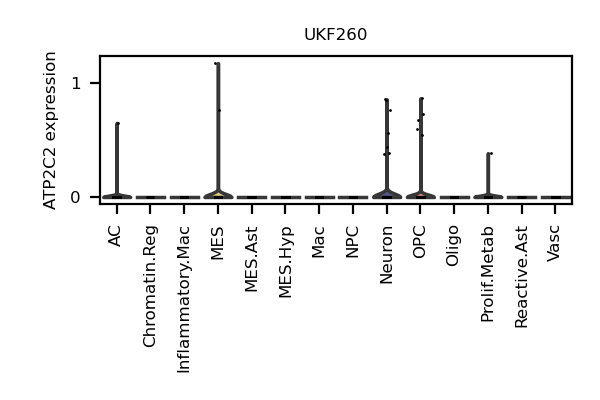 UKF260
ATP2C2 expression
1
0
AC
Chromatin.Reg
Inflammatory.Mac
MES
MES.Ast
MES.Hyp
Mac
NPC
Neuron
OPC
Oligo
Prolif.Metab
Reactive.Ast
Vasc